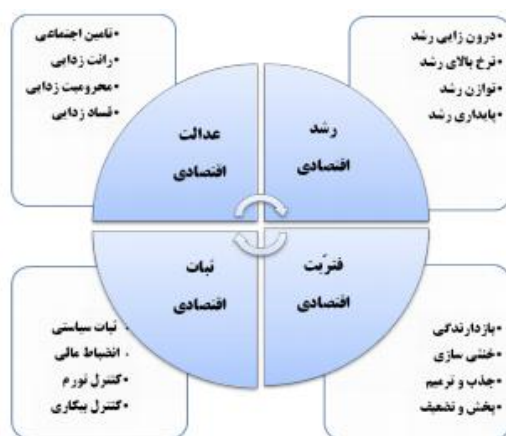 •درون زایی رشد
•نرخ بالای رشد
•توازن رشد
•پایداری رشد
•تامین اجتماعی
•رانت زدایی
•محرومیت زدایی
•فساد زدایی
رشد
اقتصادی
عدالت
اقتصادی
فتریّت
اقتصادی
ثبات
اقتصادی
•بازدارندگی
•خنثی سازی
•جذب و ترمیم
•پخش و تضعیف
• ثبات سیاستی
• انضباط مالی
•کنترل تورم
•کنترل بیکاری